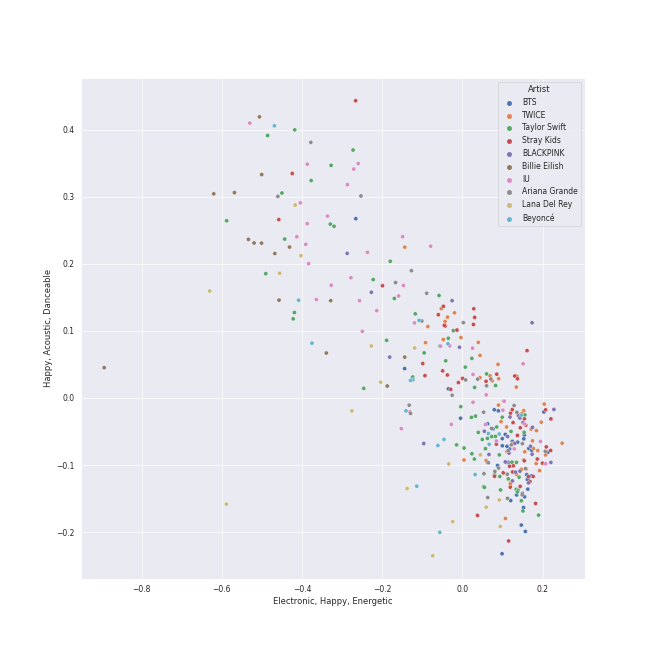 Artist
BTS
TWICE
Taylor Swift
Stray Kids
BLACKPINK
Billie Eilish
IU
Ariana Grande
Lana Del Rey
Beyoncé
Happy, Acoustic, Danceable
0.4
0.3
0.2
0.1
0.0
−0.1
−0.2
−0.8
−0.6
−0.4
−0.2
0.0
0.2
Electronic, Happy, Energetic